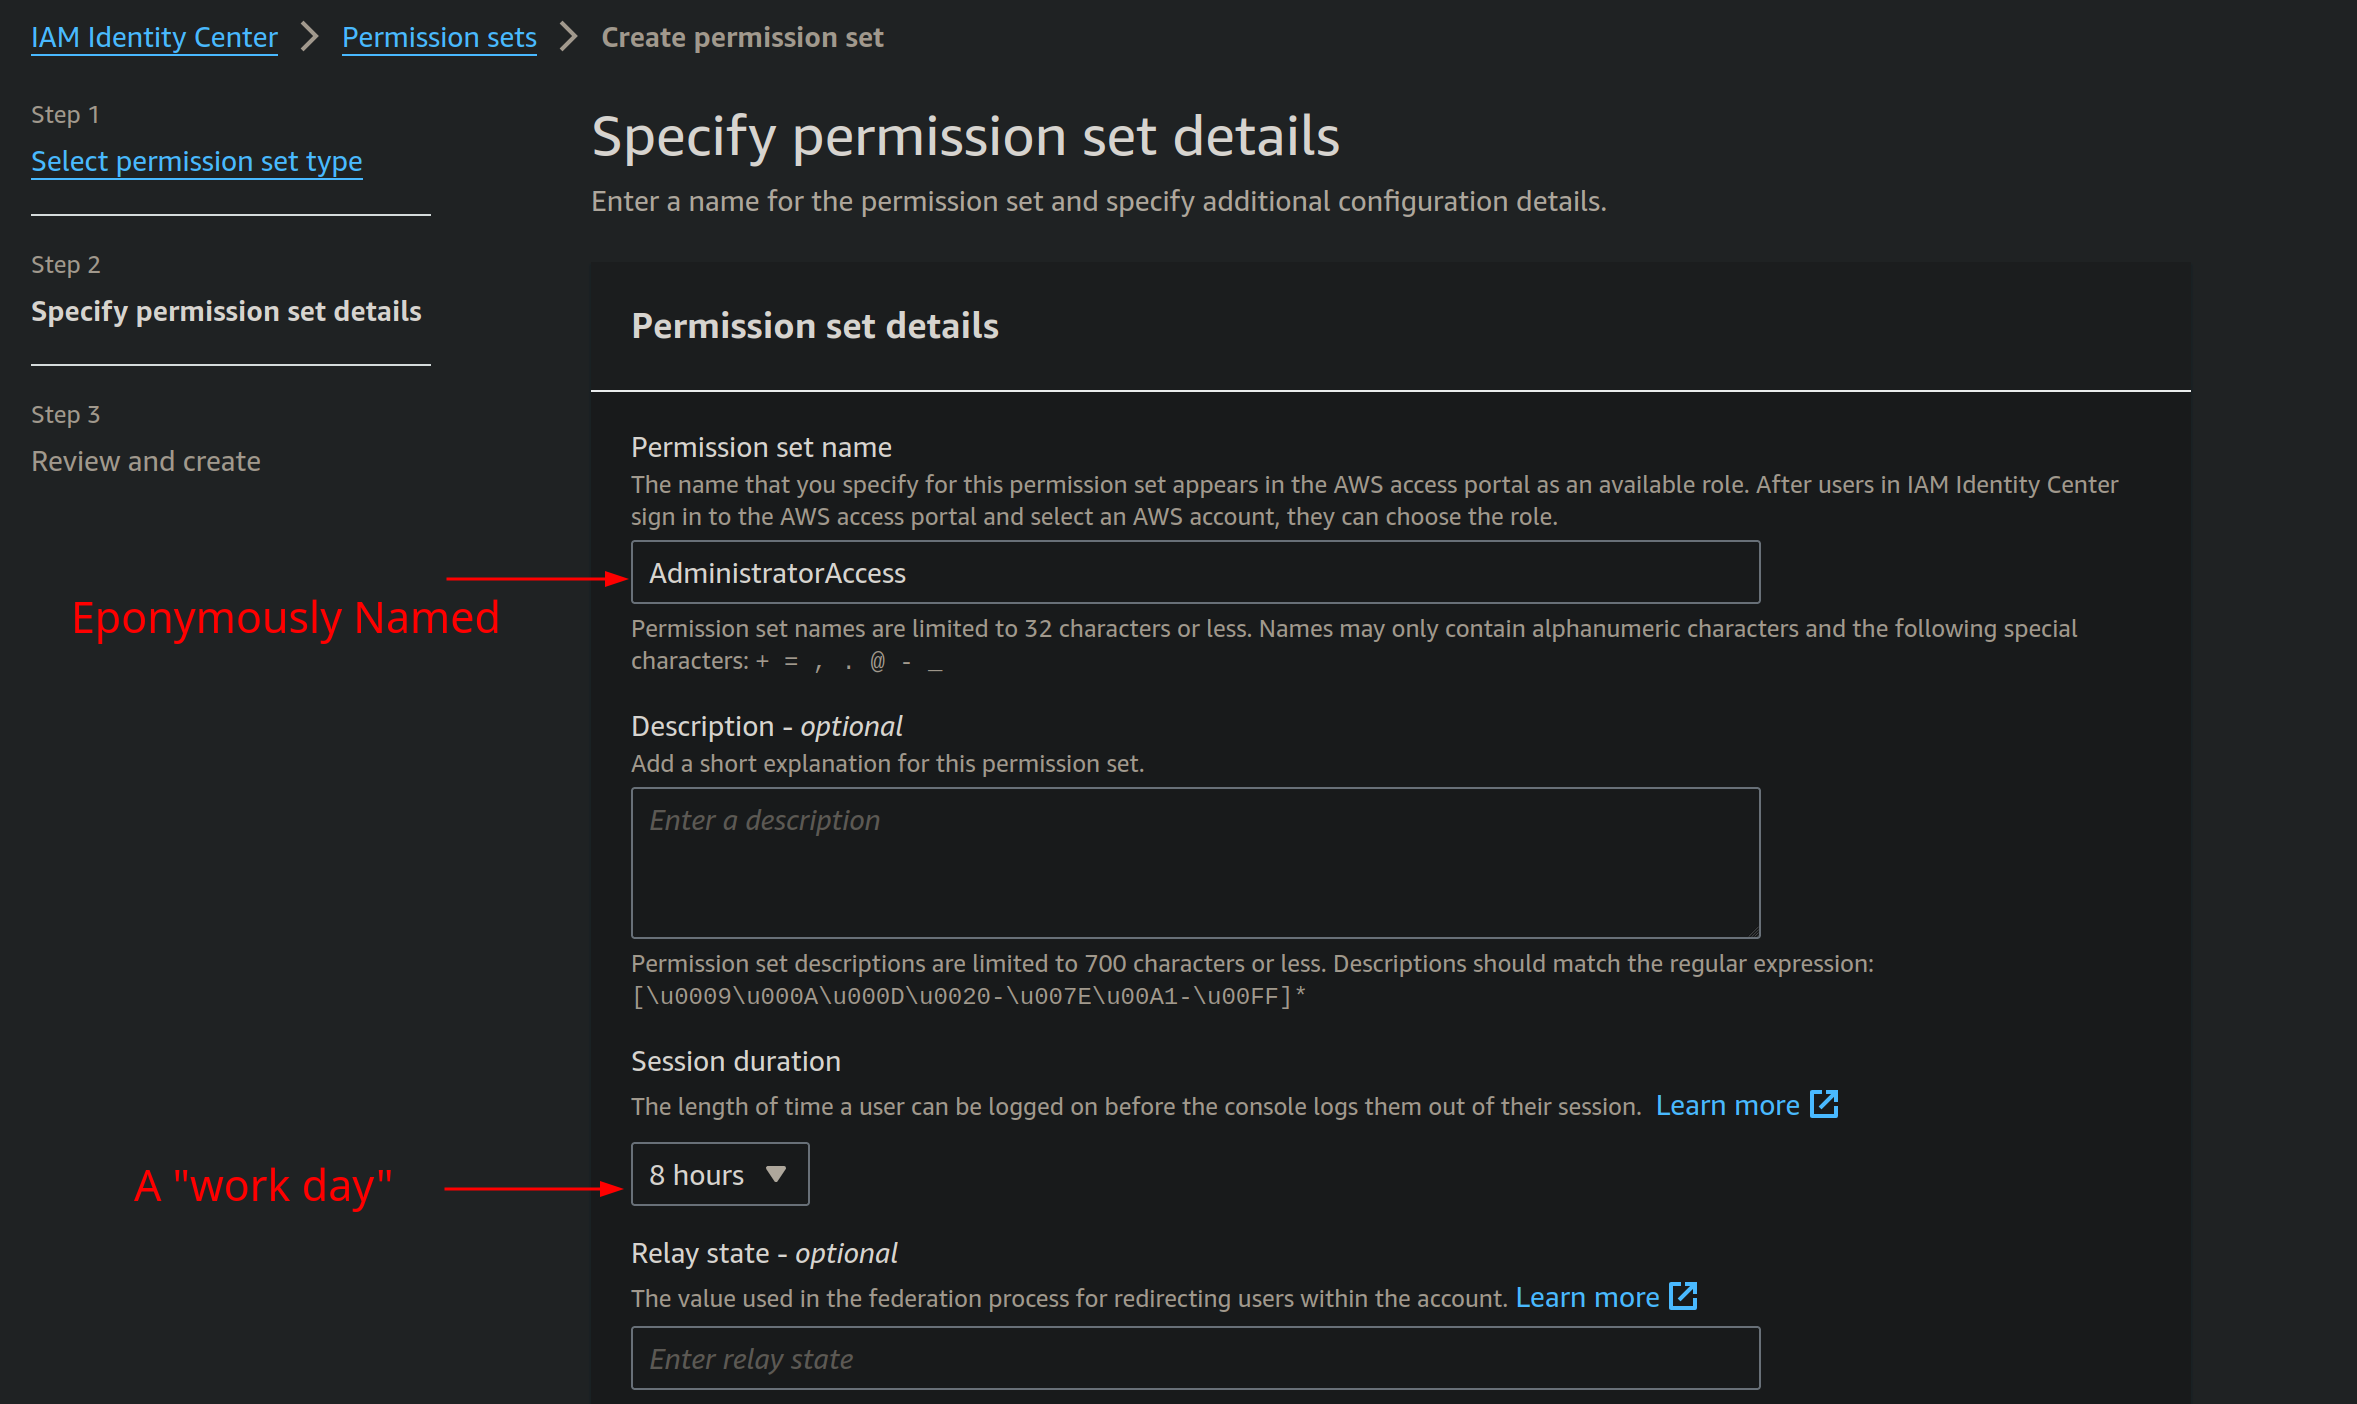 IAM Identity Center > Permission sets > Create permission set
Step 1
Select permission set type
Step 2
Specify permission set details
Step 3
Review and create
Specify permission set details
Enter a name for the permission set and specify additional configuration details.
Permission set details
Permission set name
The name that you specify for this permission set appears in the AWS access portal as an available role. After users in IAM Identity Center
sign in to the AWS access portal and select an AWS account, they can choose the role.
AdministratorAccess
Eponymously Named
Permission set names are limited to 32 characters or less. Names may only contain alphanumeric characters and the following special
characters: + = , . @ - _
Description - optional
Add a short explanation for this permission set.
Enter a description
Permission set descriptions are limited to 700 characters or less. Descriptions should match the regular expression:
[\u0009\u000A\u000D\u0020-\u007E\u00A1-\u00FF]*
Session duration
The length of time a user can be logged on before the console logs them out of their session. Learn more
A "work day"
8 hours
Relay state - optional
The value used in the federation process for redirecting users within the account. Learn more
Enter relay state